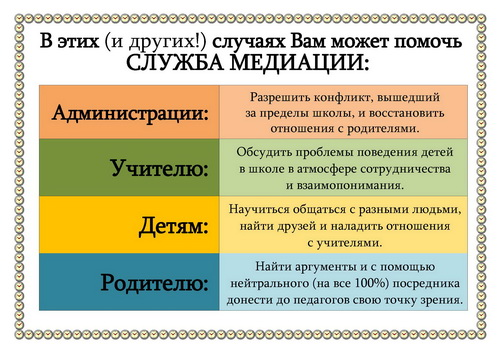 В этих (и других!) случаях Вам может помочь
СЛУЖБА МЕДИАЦИИ:
Администрации:
Разрешить конфликт, вышедший
за пределы школы, и восстановить
отношения с родителями.
Учителю:
Обсудить проблемы поведения детей
в школе в атмосфере сотрудничества
и взаимопонимания.
Детям:
Научиться общаться с разными людьми,
найти друзей и наладить отношения
с учителями.
Родителю:
Найти аргументы и с помощью
нейтрального (на все 100%) посредника
донести до педагогов свою точку зрения.